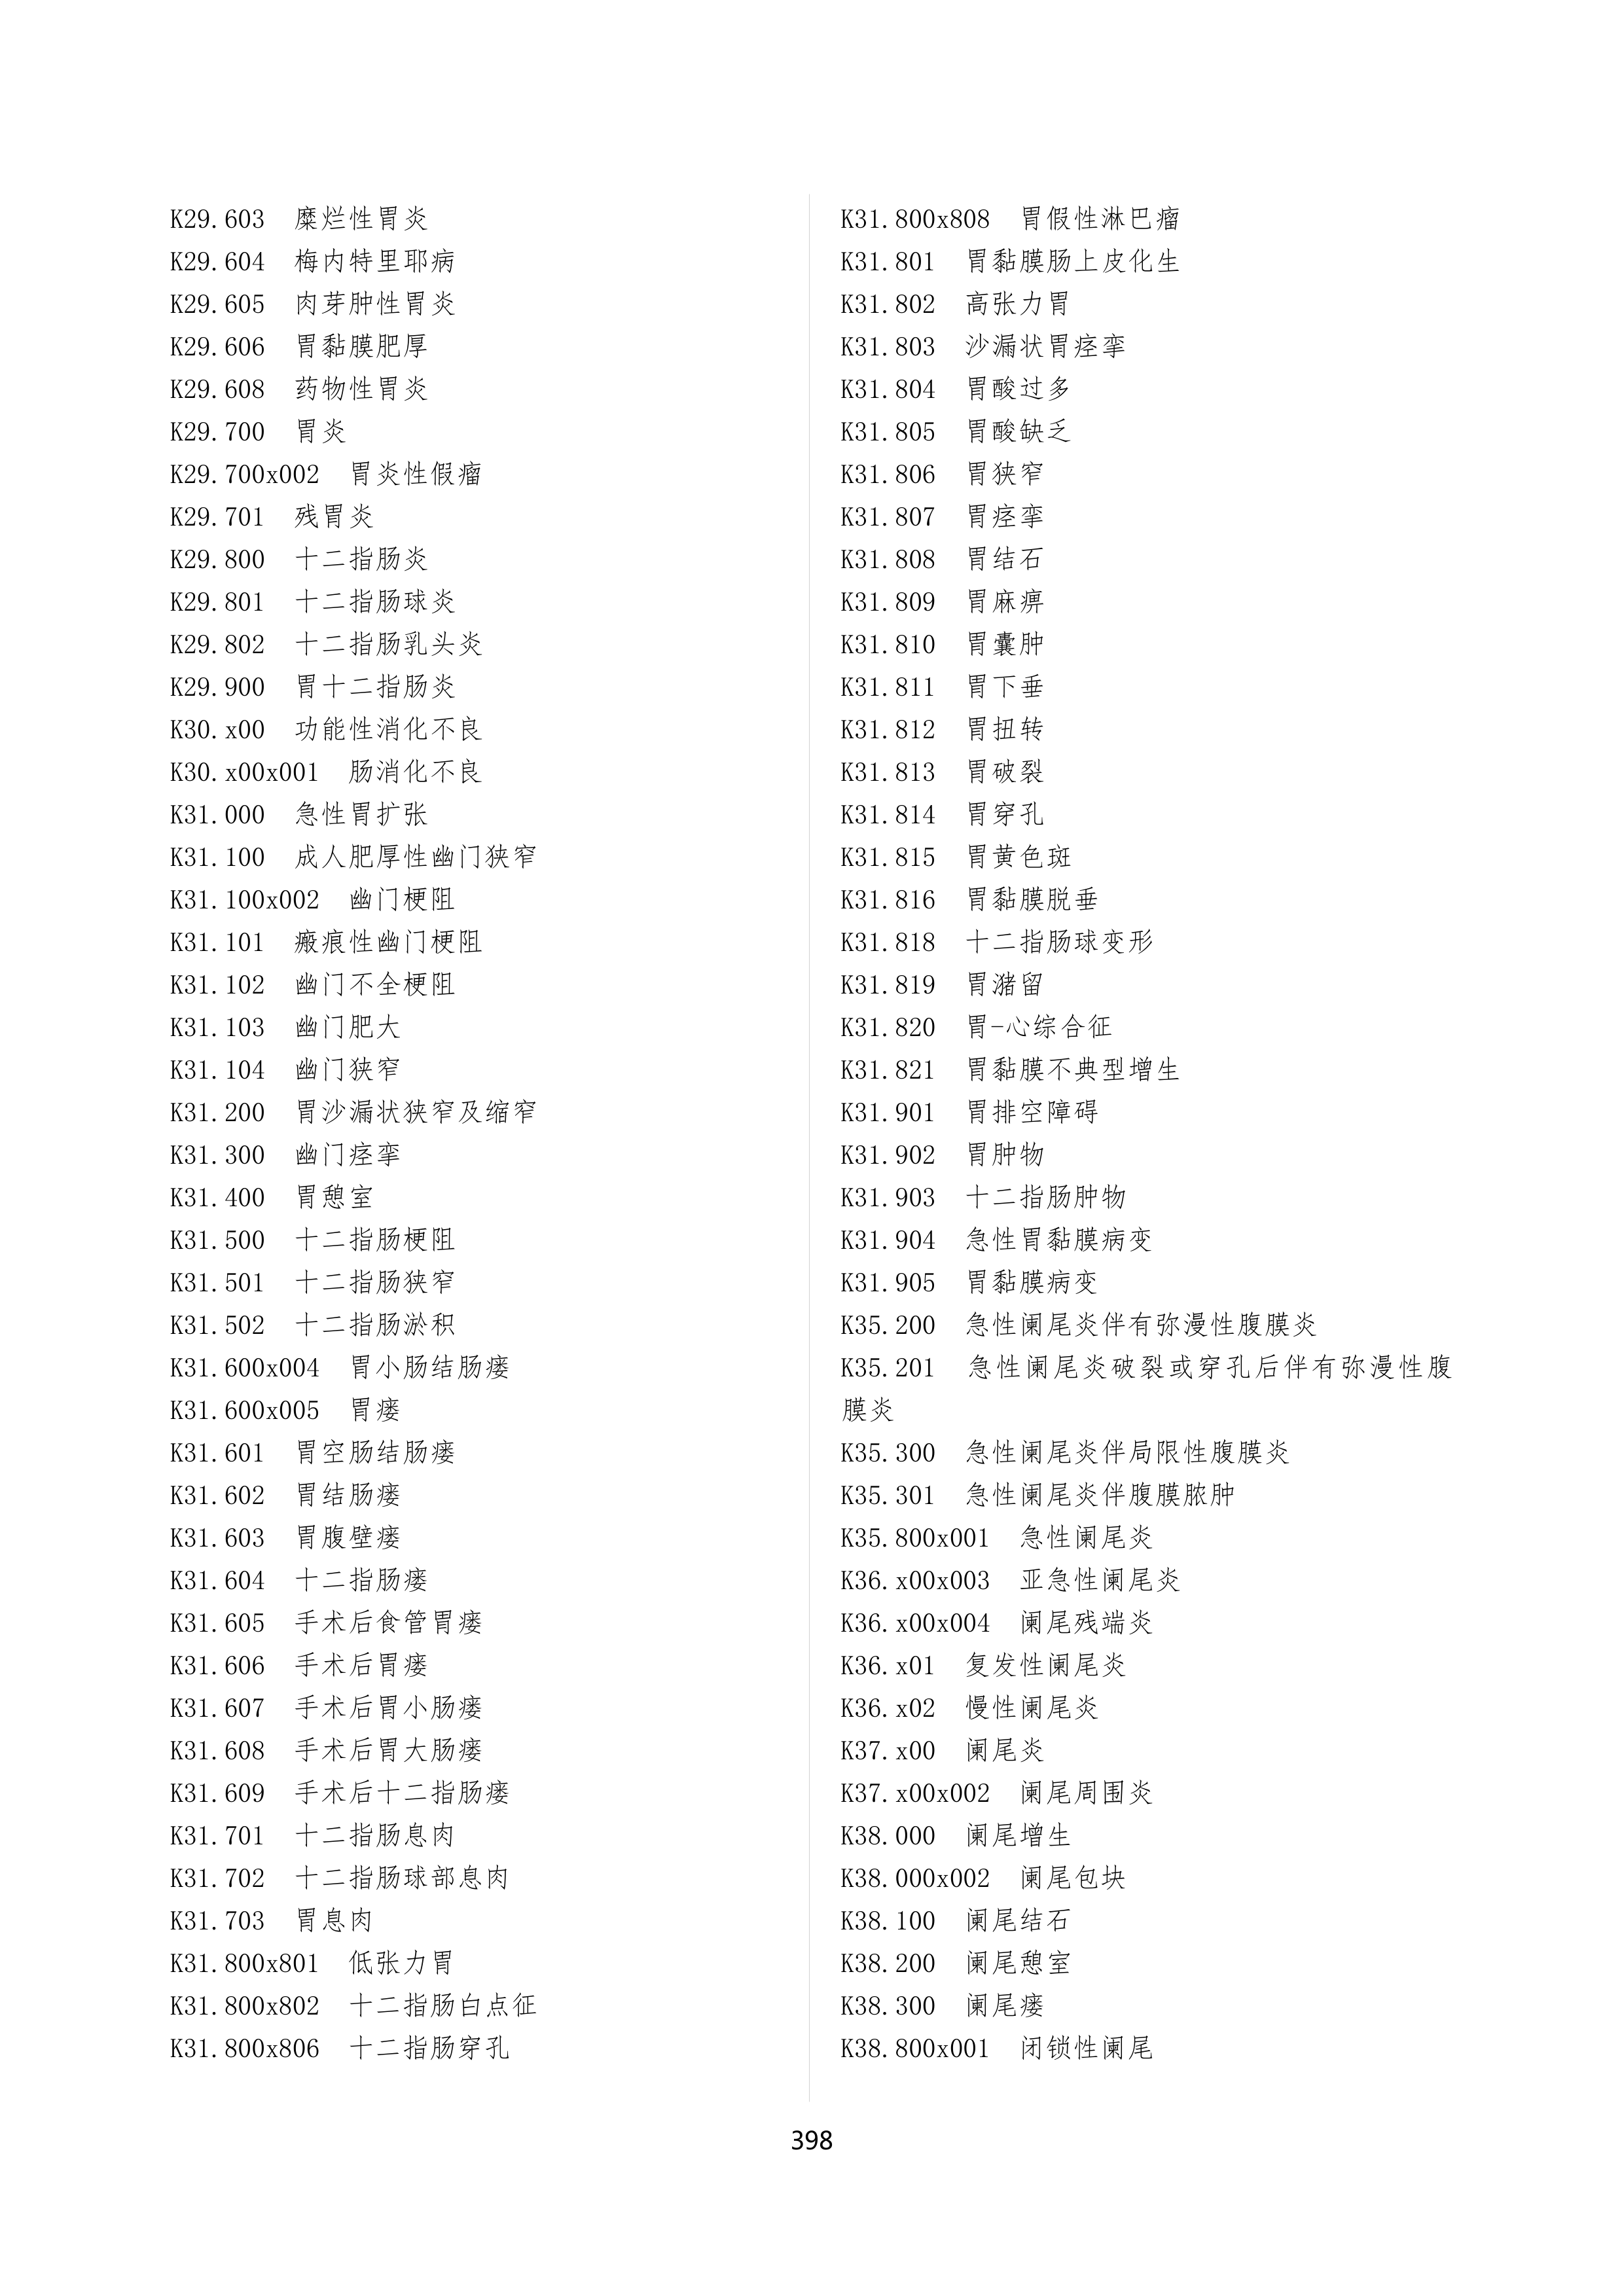 K29.603 糜烂性胃炎
K29.604 梅内特里耶病
K29.605 肉芽肿性胃炎
K29.606 胃黏膜肥厚
K29.608 药物性胃炎
K29.700 胃炎
K29.700x002 胃炎性假瘤
K29.701 残胃炎
K29.800 十二指肠炎
K29.801 十二指肠球炎
K29.802 十二指肠乳头炎
K29.900 胃十二指肠炎
K30.x00 功能性消化不良
K30.x00x001 肠消化不良
K31.000 急性胃扩张
K31.100 成人肥厚性幽门狭窄
K31.100x002 幽门梗阻
K31.101 瘢痕性幽门梗阻
K31.102 幽门不全梗阻
K31.103 幽门肥大
K31.104 幽门狭窄
K31.200 胃沙漏状狭窄及缩窄
K31.300 幽门痉挛
K31.400 胃憩室
K31.500 十二指肠梗阻
K31.501 十二指肠狭窄
K31.502 十二指肠淤积
K31.600x004 胃小肠结肠瘘
K31.600x005 胃瘘
K31.601 胃空肠结肠瘘
K31.602 胃结肠瘘
K31.603 胃腹壁瘘
K31.604 十二指肠瘘
K31.605 手术后食管胃瘘
K31.606 手术后胃瘘
K31.607 手术后胃小肠瘘
K31.608 手术后胃大肠瘘
K31.609 手术后十二指肠瘘
K31.701 十二指肠息肉
K31.702 十二指肠球部息肉
K31.703 胃息肉
K31.800x801 低张力胃
K31.800x802 十二指肠白点征
K31.800x806 十二指肠穿孔
K31.800x808 胃假性淋巴瘤
K31.801 胃黏膜肠上皮化生
K31.802 高张力胃
K31.803 沙漏状胃痉挛
K31.804 胃酸过多
K31.805 胃酸缺乏
K31.806 胃狭窄
K31.807 胃痉挛
K31.808 胃结石
K31.809 胃麻痹
K31.810 胃囊肿
K31.811 胃下垂
K31.812 胃扭转
K31.813 胃破裂
K31.814 胃穿孔
K31.815 胃黄色斑
K31.816 胃黏膜脱垂
K31.818 十二指肠球变形
K31.819 胃潴留
K31.820 胃-心综合征
K31.821 胃黏膜不典型增生
K31.901 胃排空障碍
K31.902 胃肿物
K31.903 十二指肠肿物
K31.904 急性胃黏膜病变
K31.905 胃黏膜病变
K35.200 急性阑尾炎伴有弥漫性腹膜炎
K35.201 急性阑尾炎破裂或穿孔后伴有弥漫性腹
膜炎
K35.300 急性阑尾炎伴局限性腹膜炎
K35.301 急性阑尾炎伴腹膜脓肿
K35.800x001 急性阑尾炎
K36.x00x003 亚急性阑尾炎
K36.x00x004 阑尾残端炎
K36.x01 复发性阑尾炎
K36.x02 慢性阑尾炎
K37.x00 阑尾炎
K37.x00x002 阑尾周围炎
K38.000 阑尾增生
K38.000x002 阑尾包块
K38.100 阑尾结石
K38.200 阑尾憩室
K38.300 阑尾瘘
K38.800x001 闭锁性阑尾
398